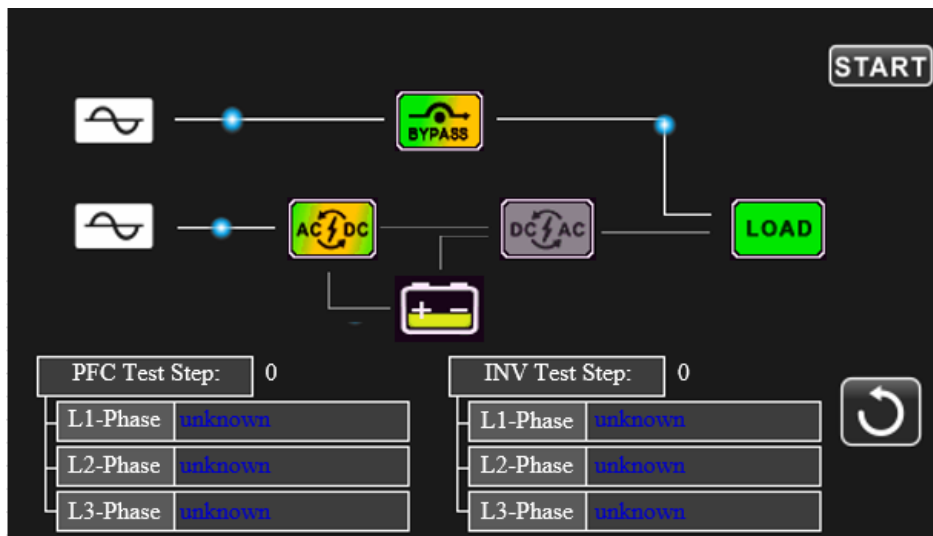 START
BYPASS
AC DC
DC AC
LOAD
+ −
PFC Test Step: 0
INV Test Step: 0
L1-Phase unknown
L1-Phase unknown
L2-Phase unknown
L2-Phase unknown
L3-Phase unknown
L3-Phase unknown